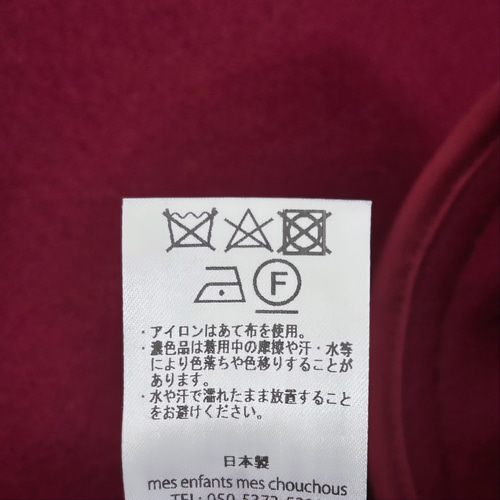 F
・アイロンはあて布を使用。
・濃色品は着用中の摩擦や汗・水等
により色落ちや色移りすることが
あります。
・水や汗で濡れたまま放置すること
をお避けください。
日本製
mes enfants mes chouchous
TEL: 050-5373-